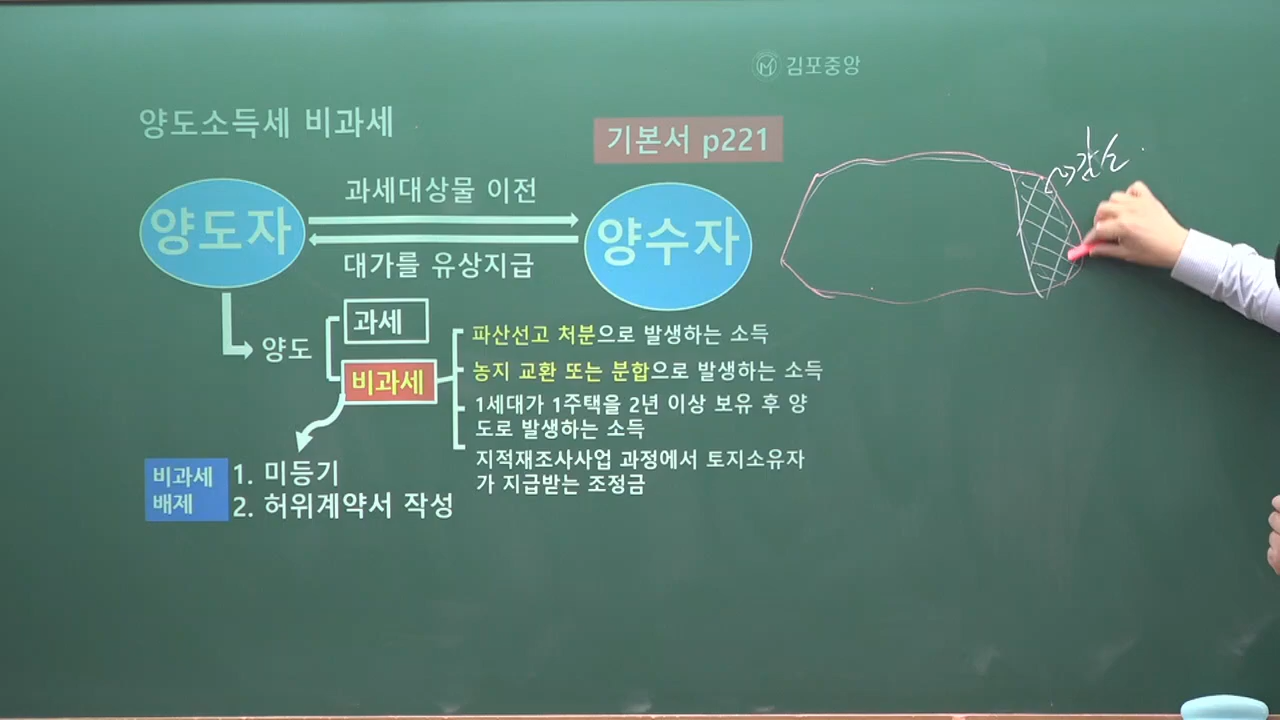 김포중앙
양도소득세 비과세
기본서 p221
과세대상물 이전
양도자
양수자
대가를 유상지급
양도
과세
비과세
파산선고 처분으로 발생하는 소득
농지 교환 또는 분합으로 발생하는 소득
1세대가 1주택을 2년 이상 보유 후 양
도로 발생하는 소득
지적재조사사업 과정에서 토지소유자
가 지급받는 조정금
비과세
배제
1. 미등기
2. 허위계약서 작성
감소